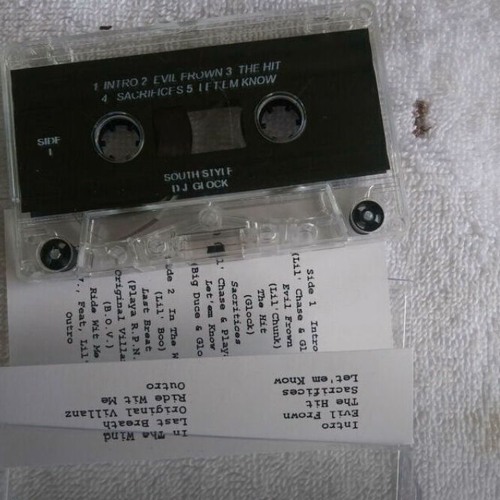 1 INTRO 2 EVIL FROWN 3 THE HIT
4 SACRIFICES 5 LET'EM KNOW
SIDE
1
SOUTH STYLE
DJ GLOCK
Side 1 Intro
(Lil' Chase & Gl
Evil Frown
(Lil'Chunk)
The Hit
(Glock)
Sacrifices
l' Chase & Play
Let'em Know
(Big Duce & Glo
ide 2 In The W
(Lil' Boo)
Last Breat
(Playa R.P.N.
Original Villa
(B.O.V.)
Ride Wit Me
., Feat, Lil'
Outro
Intro
Evil Frown
The Hit
Sacrifices
Let'em Know
In The Wind
Last Breath
Original Villanz
Ride Wit Me
Outro